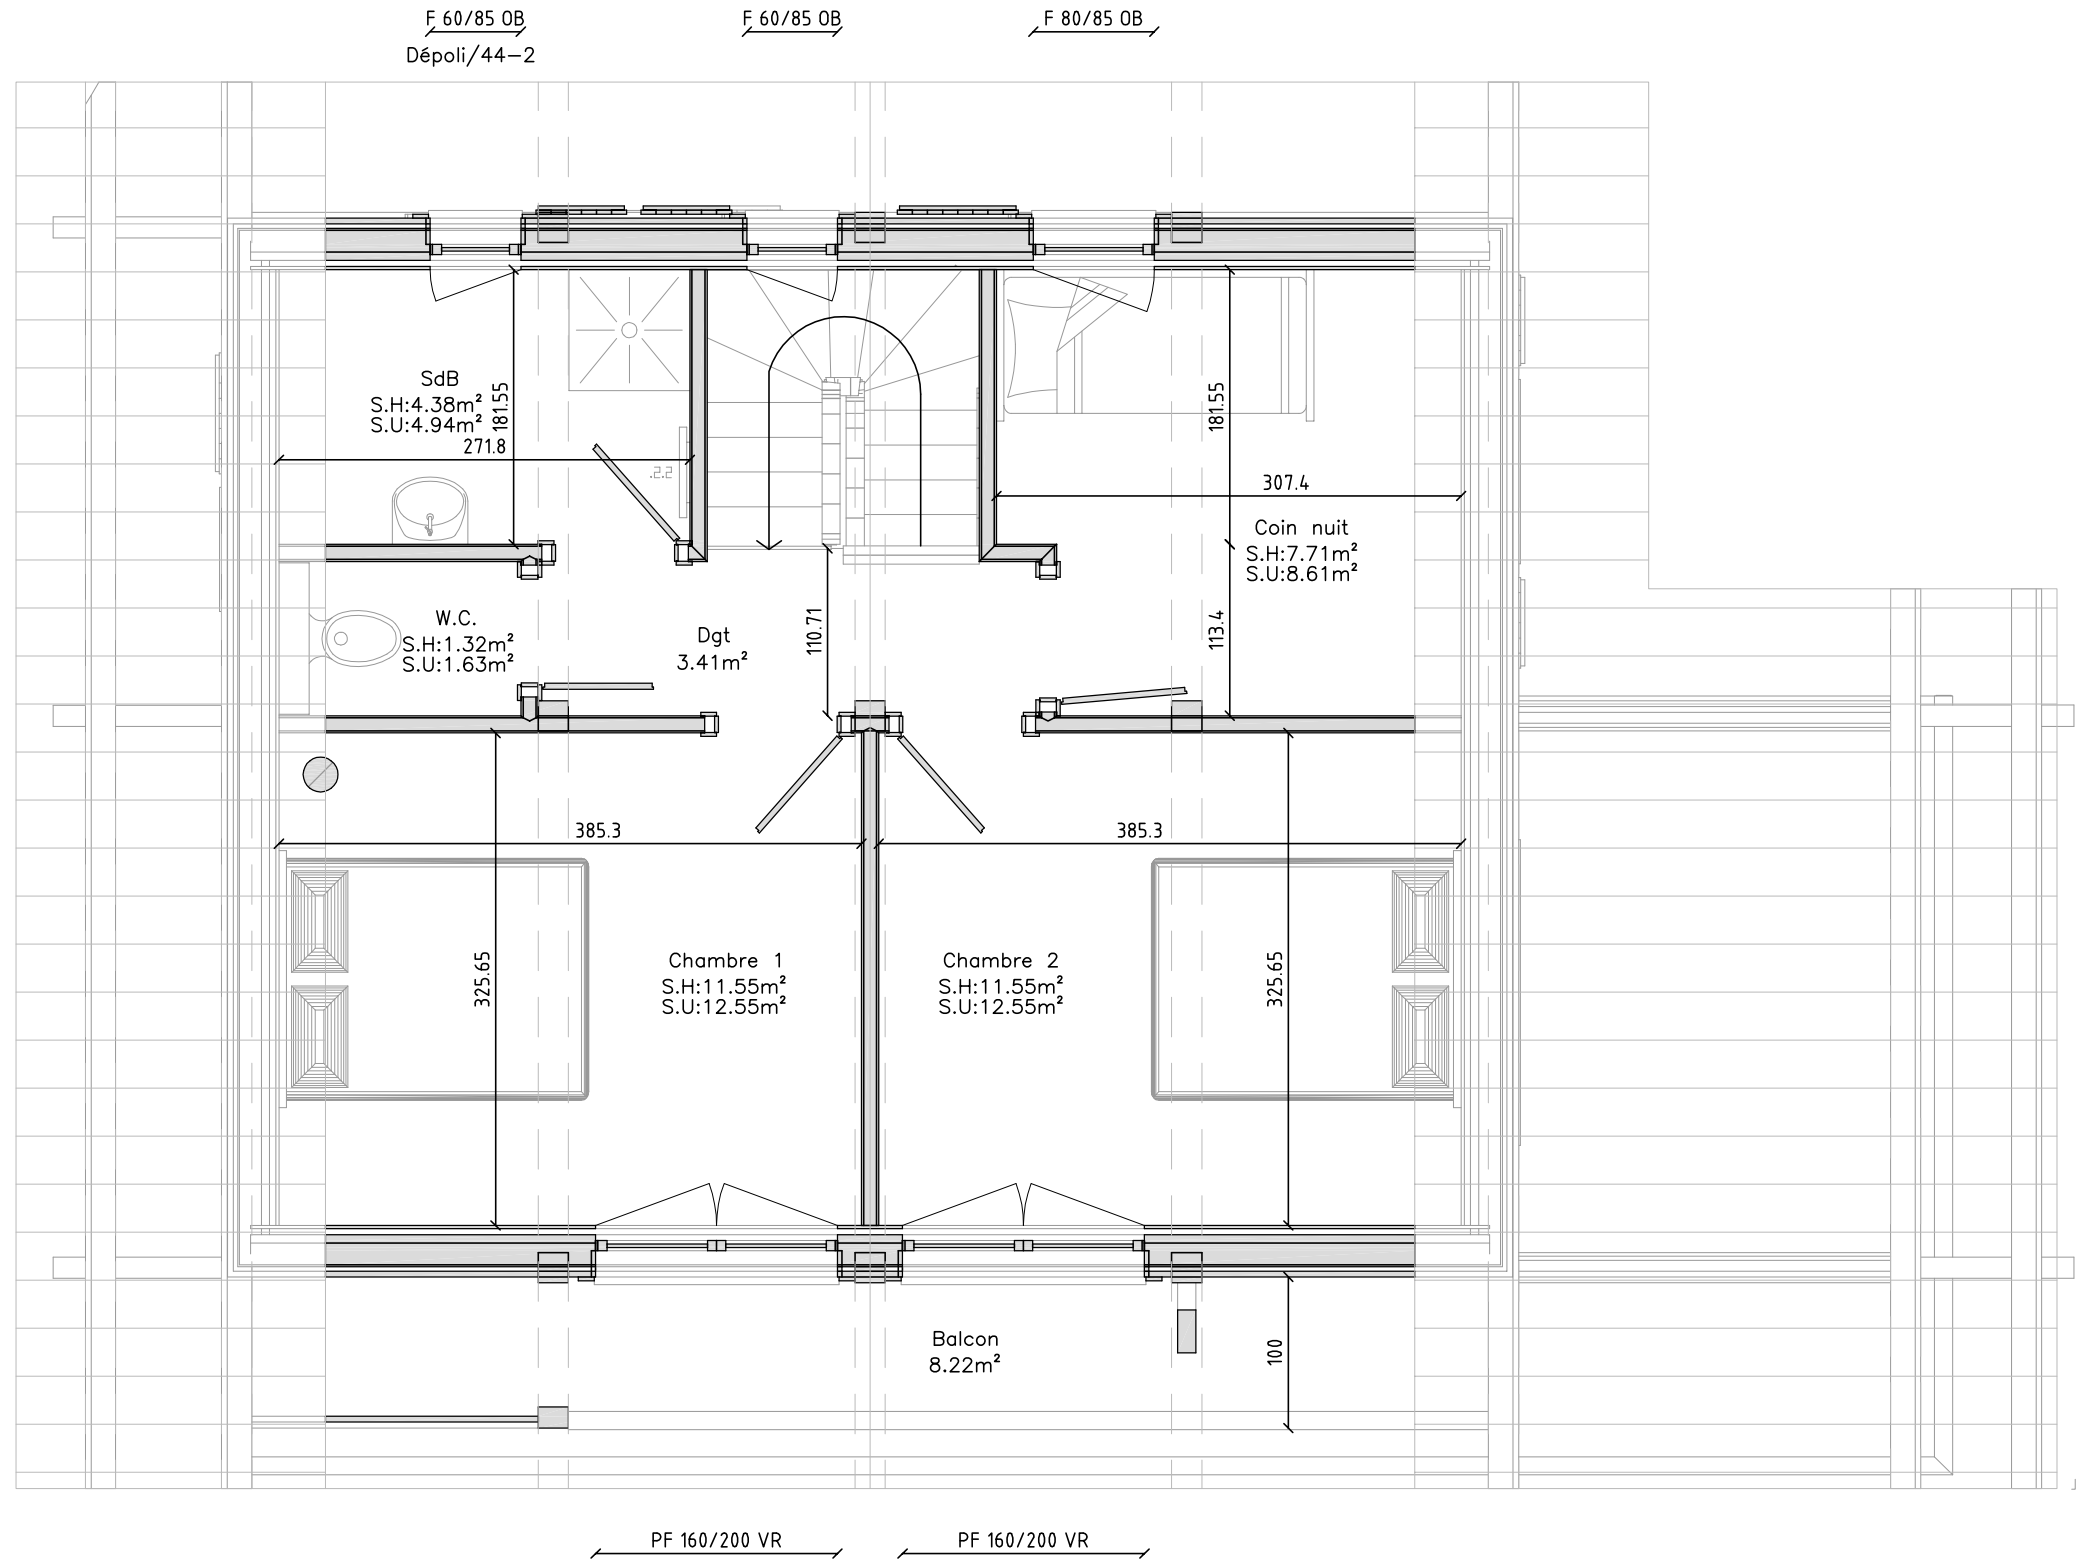 F 60/85 OB
F 60/85 OB
F 80/85 OB
Dépoli/44-2
SdB
S.H:4.38m²
S.U:4.94m²
181.55
271.8
2.2.
181.55
307.4
Coin nuit
S.H:7.71m²
S.U:8.61m²
W.C.
S.H:1.32m²
S.U:1.63m²
Dgt
3.41m²
110.71
113.4
385.3
385.3
Chambre 1
S.H:11.55m²
S.U:12.55m²
325.65
Chambre 2
S.H:11.55m²
S.U:12.55m²
325.65
Balcon
8.22m²
100
PF 160/200 VR
PF 160/200 VR